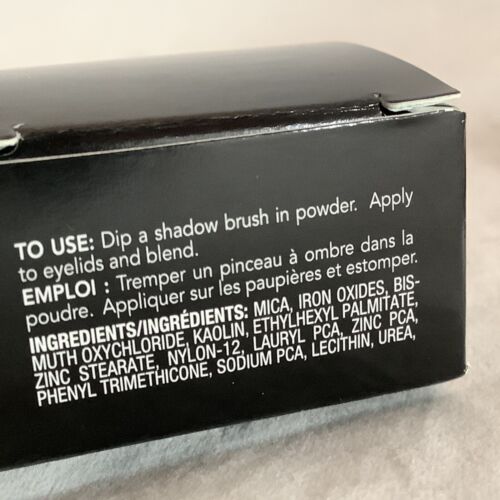 TO USE: Dip a shadow brush in powder. Apply
to eyelids and blend.
EMPLOI : Tremper un pinceau à ombre dans la
poudre. Appliquer sur les paupières et estomper.
INGREDIENTS/INGRÉDIENTS: MICA, IRON OXIDES, BIS-
MUTH OXYCHLORIDE, KAOLIN, ETHYLHEXYL PALMITATE,
ZINC STEARATE, NYLON-12, LAURYL PCA, ZINC PCA,
PHENYL TRIMETHICONE, SODIUM PCA, LECITHIN, UREA,